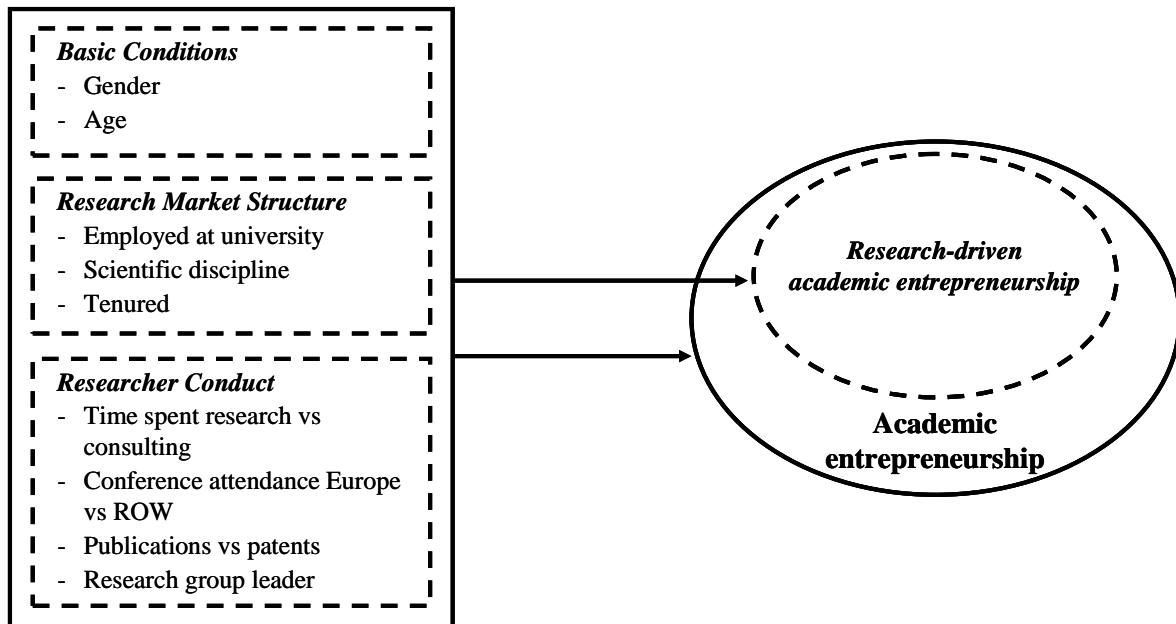 Basic Conditions
- Gender
- Age
Research Market Structure
- Employed at university
- Scientific discipline
- Tenured
Researcher Conduct
- Time spent research vs
consulting
- Conference attendance Europe
vs ROW
- Publications vs patents
- Research group leader
Research-driven
academic entrepreneurship
Academic
entrepreneurship